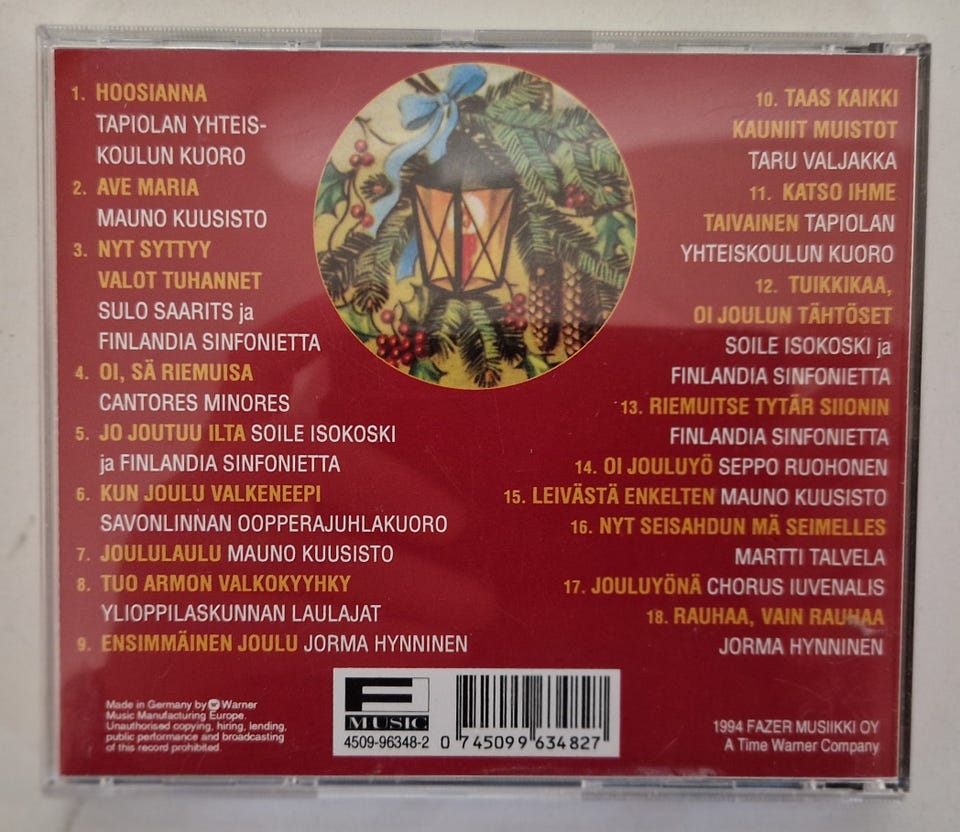 1. HOOSIANNA
TAPIOLAN YHTEIS-
KOULUN KUORO
2. AVE MARIA
MAUNO KUUSISTO
3. NYT SYTTYY
VALOT TUHANNET
SULO SAARITS ja
FINLANDIA SINFONIETTA
4. OI, SÄ RIEMUISA
CANTORES MINORES
5. JO JOUTUU ILTA SOILE ISOKOSKI
ja FINLANDIA SINFONIETTA
6. KUN JOULU VALKENEEPI
SAVONLINNAN OOPPERAJUHLAKUORO
7. JOULULAULU MAUNO KUUSISTO
8. TUO ARMON VALKOKYYHKY
YLIOPPILASKUNNAN LAULAJAT
9. ENSIMMÄINEN JOULU JORMA HYNNINEN
10. TAAS KAIKKI
KAUNIIT MUISTOT
TARU VALJAKKA
11. KATSO IHME
TAIVAINEN TAPIOLAN
YHTEISKOULUN KUORO
12. TUIKKIKAA,
OI JOULUN TÄHTÖSET
SOILE ISOKOSKI ja
FINLANDIA SINFONIETTA
13. RIEMUITSE TYTÄR SIIONIN
FINLANDIA SINFONIETTA
14. OI JOULUYÖ SEPPO RUOHONEN
15. LEIVÄSTÄ ENKELTEN MAUNO KUUSISTO
16. NYT SEISAHDUN MÄ SEIMELLES
MARTTI TALVELA
17. JOULUYÖNÄ CHORUS IUVENALIS
18. RAUHAA, VAIN RAUHAA
JORMA HYNNINEN
Made in Germany by Warner
Music Manufacturing Europe.
Unauthorised copying, hiring, lending,
public performance and broadcasting
of this record prohibited.
F
MUSIC
4509-96348-2
0 745099 634827
1994 FAZER MUSIIKKI OY
A Time Warner Company